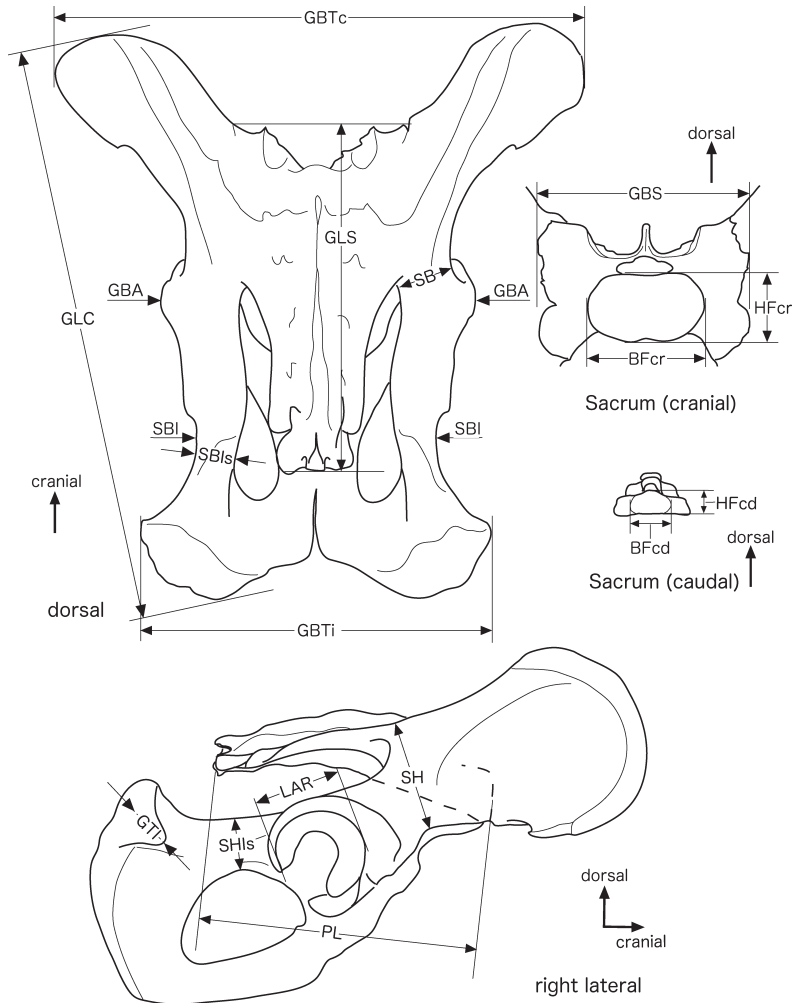 GBTc
dorsal
GBS
GLS
SB
GBA
GBA
GLC
HFcr
BFcr
Sacrum (cranial)
SBI
SBI
SBIs
cranial
HFcd
BFcd
dorsal
Sacrum (caudal)
dorsal
GBTi
SH
LAR
GTI
SHIs
PL
dorsal
cranial
right lateral